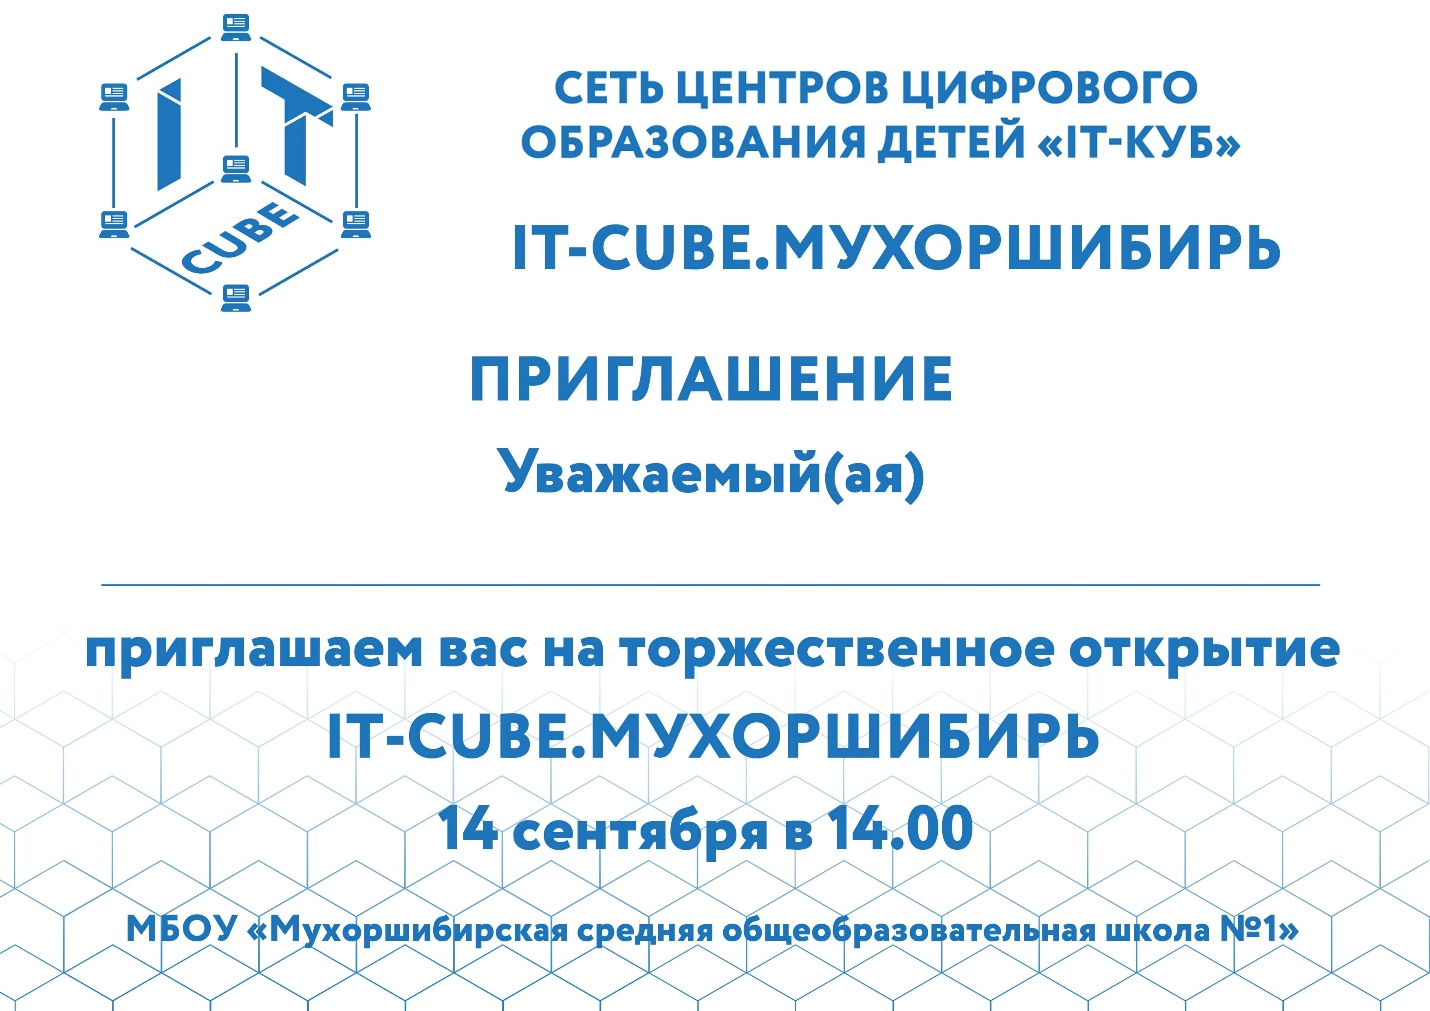 IT
CUBE
СЕТЬ ЦЕНТРОВ ЦИФРОВОГО
ОБРАЗОВАНИЯ ДЕТЕЙ «IT-КУБ»
IT-CUBE.МУХОРШИБИРЬ
ПРИГЛАШЕНИЕ
Уважаемый(ая)
приглашаем вас на торжественное открытие
IT-CUBE.МУХОРШИБИРЬ
14 сентября в 14.00
МБОУ «Мухоршибирская средняя общеобразовательная школа №1»